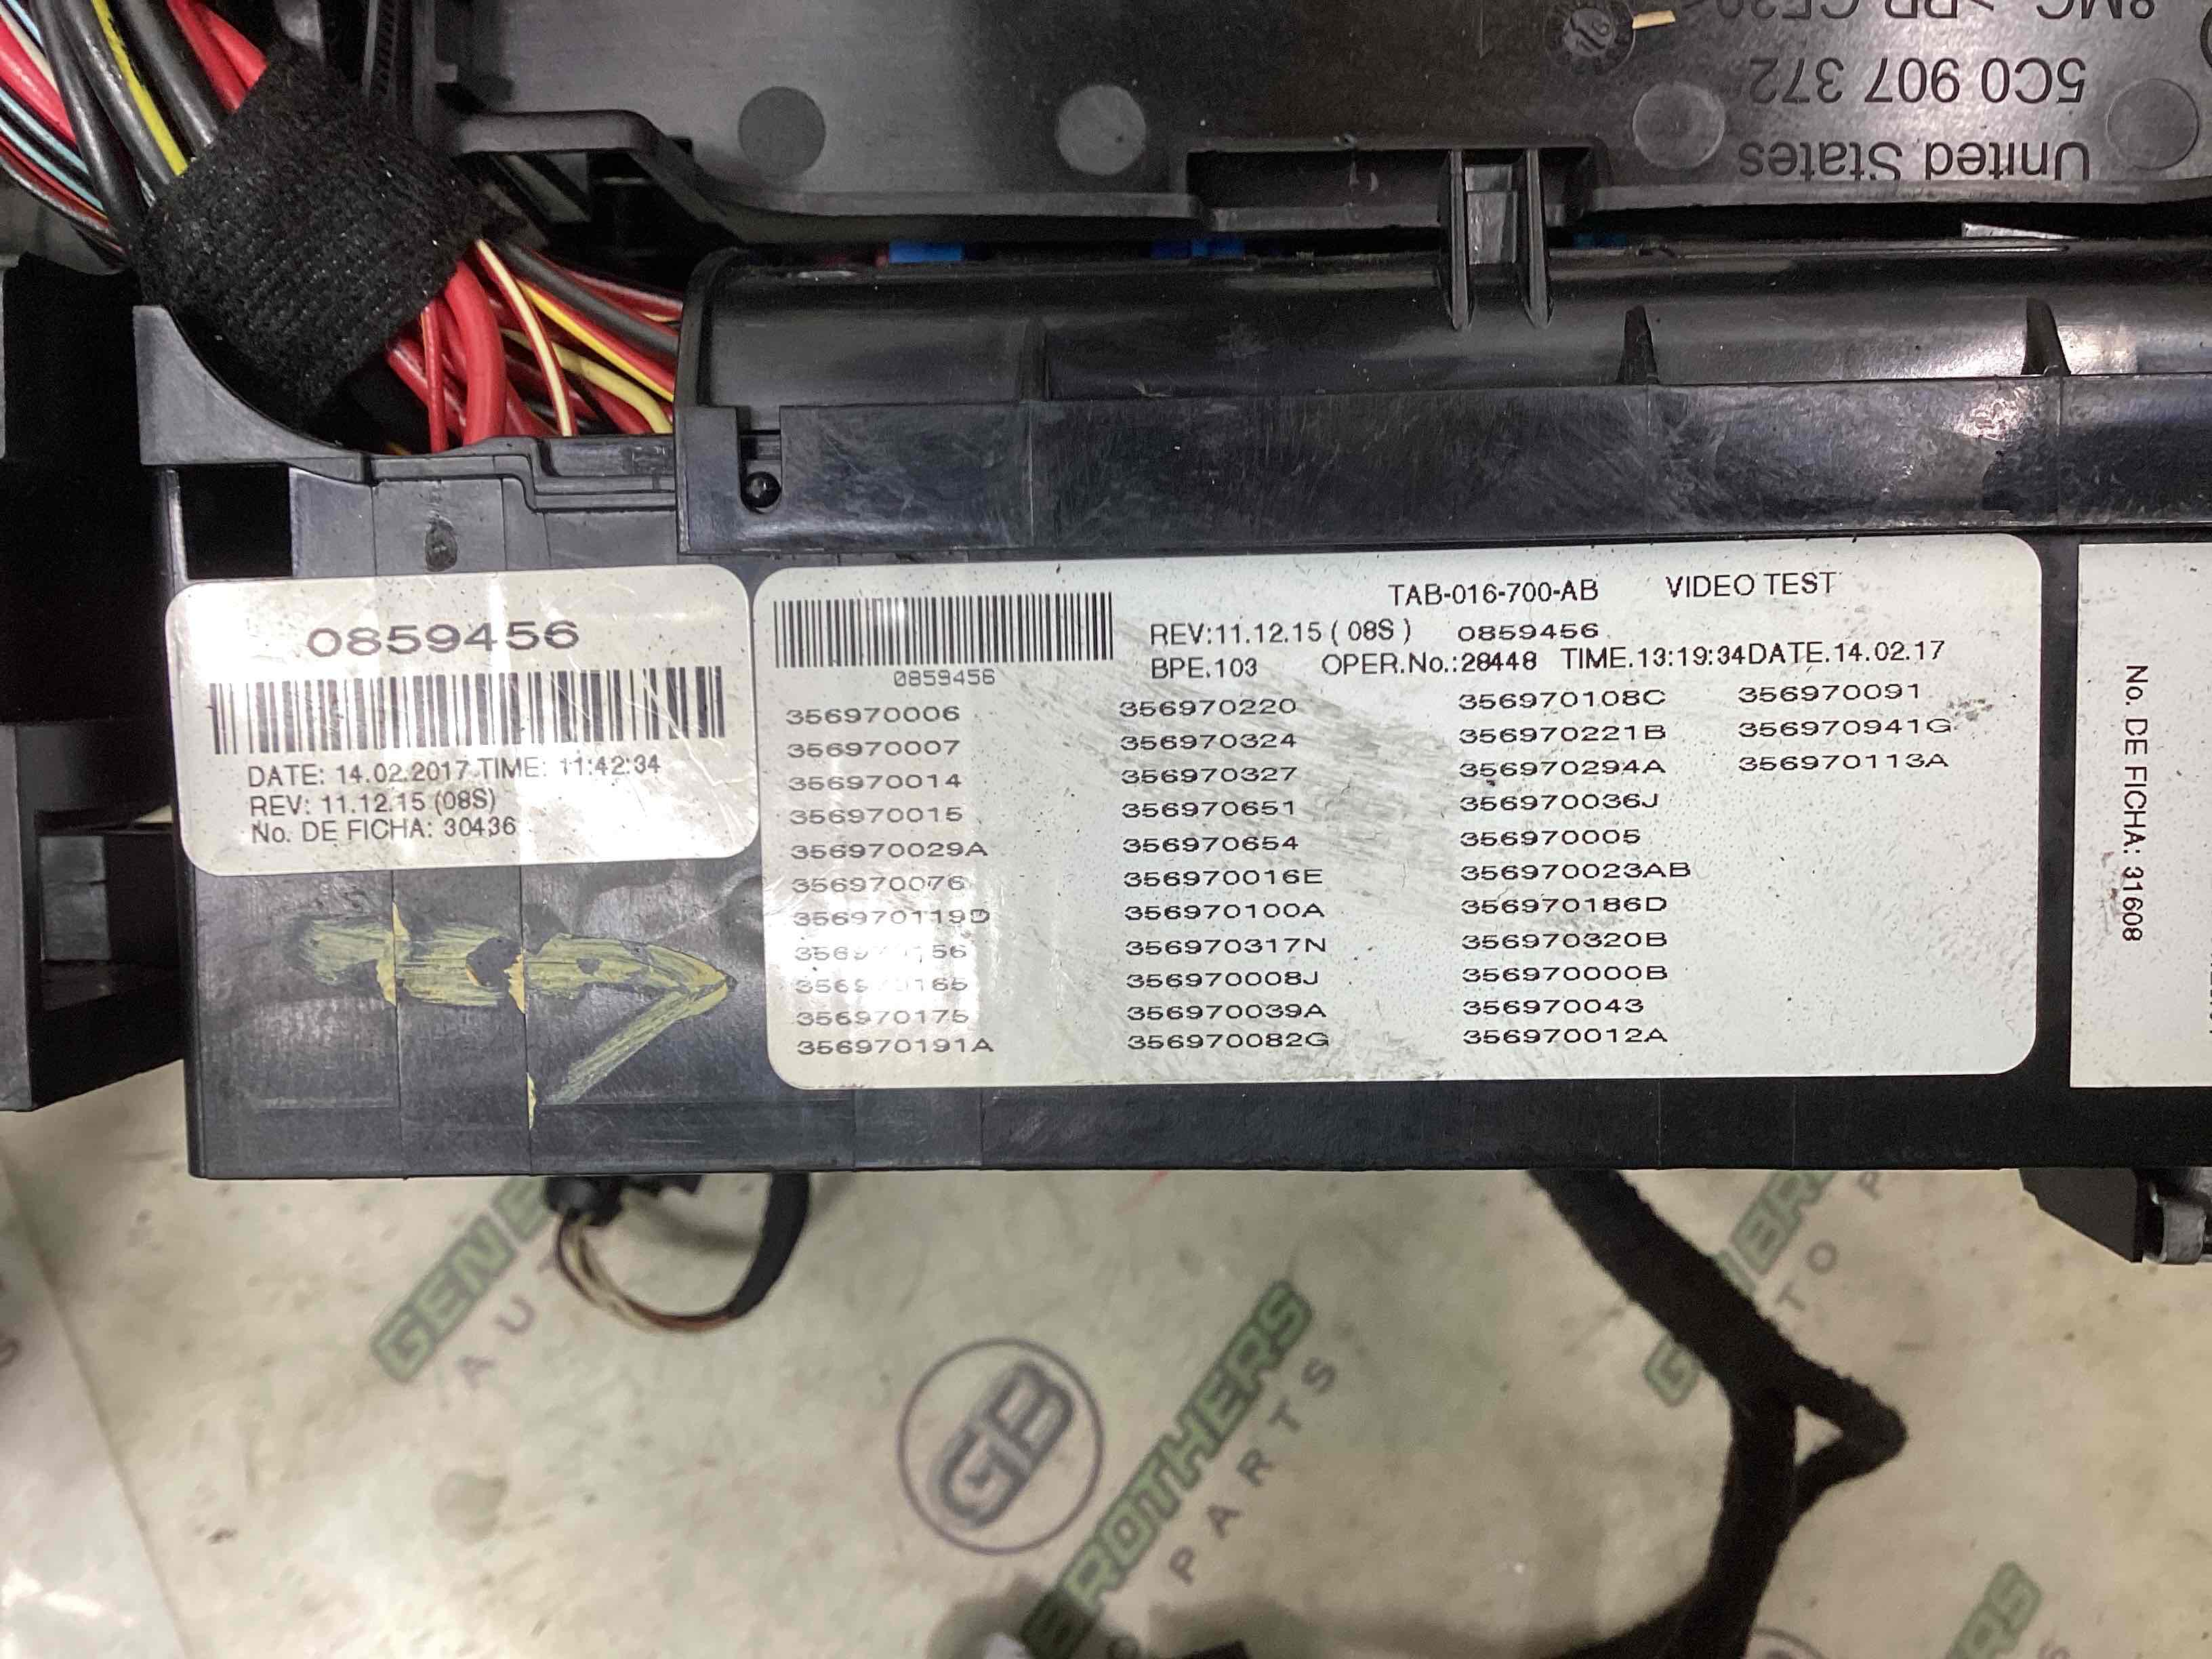 5C0 907 372
United States
0859456
DATE: 14.02.2017 TIME: 11:42:34
REV: 11.12.15 (08S)
No. DE FICHA: 30436
TAB-016-700-AB VIDEO TEST
REV:11.12.15 ( 08S ) 0859456
0859456
BPE.103 OPER.No.:28448 TIME.13:19:34DATE.14.02.17
356970006 356970220 356970108C 356970091
356970007 356970324 356970221B 356970941G
356970014 356970327 356970294A 356970113A
356970015 356970651 356970036J
356970029A 356970654 356970005
356970076 356970016E 356970023AB
356970119D 356970100A 356970186D
356970317N 356970320B
356970008J 356970000B
356970175 356970039A 356970043
356970191A 356970082G 356970012A
No. DE FICHA: 31608
GB
BROTHERS
PARTS